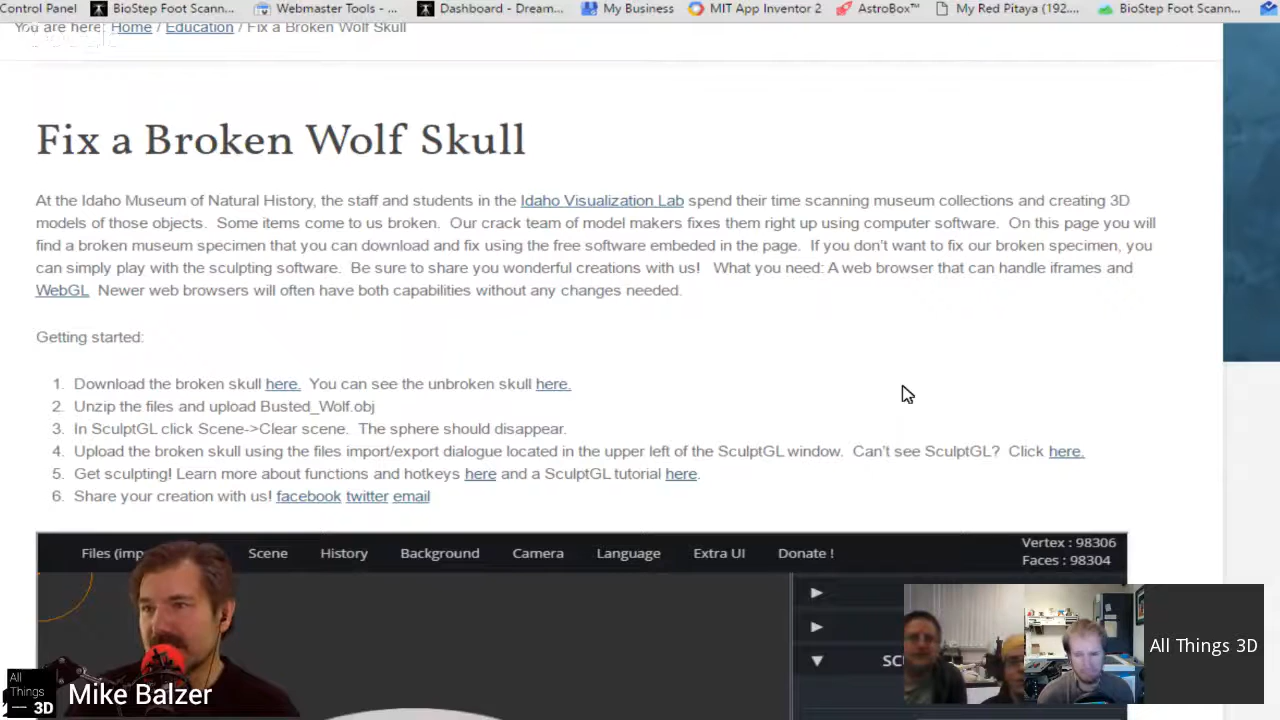 Control Panel BioStep Foot Scann... Webmaster Tools - ... Dashboard - Dream... My Business MIT App Inventor 2 AstroBox™ My Red Pitaya (192.... BioStep Foot Scann...
You are here: Home / Education / Fix a Broken Wolf Skull
Fix a Broken Wolf Skull
At the Idaho Museum of Natural History, the staff and students in the Idaho Visualization Lab spend their time scanning museum collections and creating 3D
models of those objects. Some items come to us broken. Our crack team of model makers fixes them right up using computer software. On this page you will
find a broken museum specimen that you can download and fix using the free software embeded in the page. If you don't want to fix our broken specimen, you
can simply play with the sculpting software. Be sure to share you wonderful creations with us! What you need: A web browser that can handle iframes and
WebGL Newer web browsers will often have both capabilities without any changes needed.
Getting started:
1. Download the broken skull here. You can see the unbroken skull here.
2. Unzip the files and upload Busted_Wolf.obj
3. In SculptGL click Scene->Clear scene. The sphere should disappear.
4. Upload the broken skull using the files import/export dialogue located in the upper left of the SculptGL window. Can't see SculptGL? Click here.
5. Get sculpting! Learn more about functions and hotkeys here and a SculptGL tutorial here.
6. Share your creation with us! facebook twitter email
Files (imp Scene History Background Camera Language Extra UI Donate !
Vertex : 98306
Faces : 98304
SCU
All Things 3D
All
Things
3D
Mike Balzer